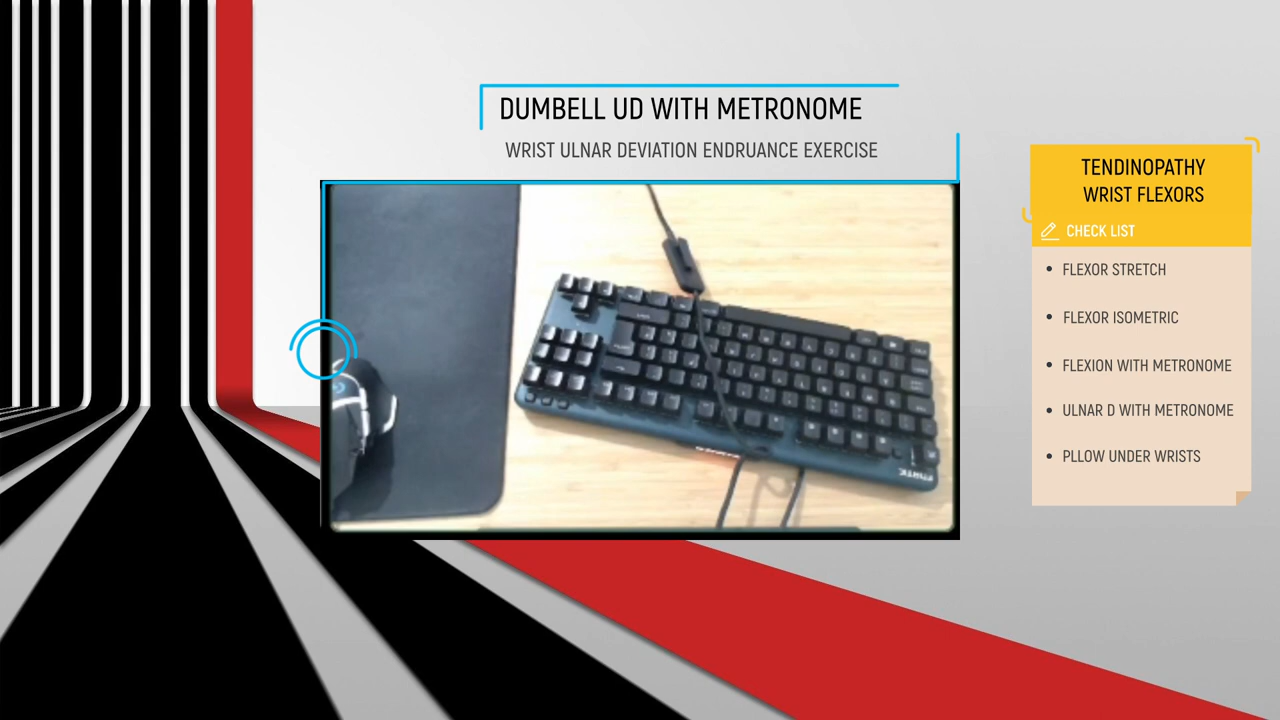 DUMBELL UD WITH METRONOME
WRIST ULNAR DEVIATION ENDRUANCE EXERCISE
TENDINOPATHY
WRIST FLEXORS
CHECK LIST
• FLEXOR STRETCH
• FLEXOR ISOMETRIC
• FLEXION WITH METRONOME
• ULNAR D WITH METRONOME
• PLLOW UNDER WRISTS